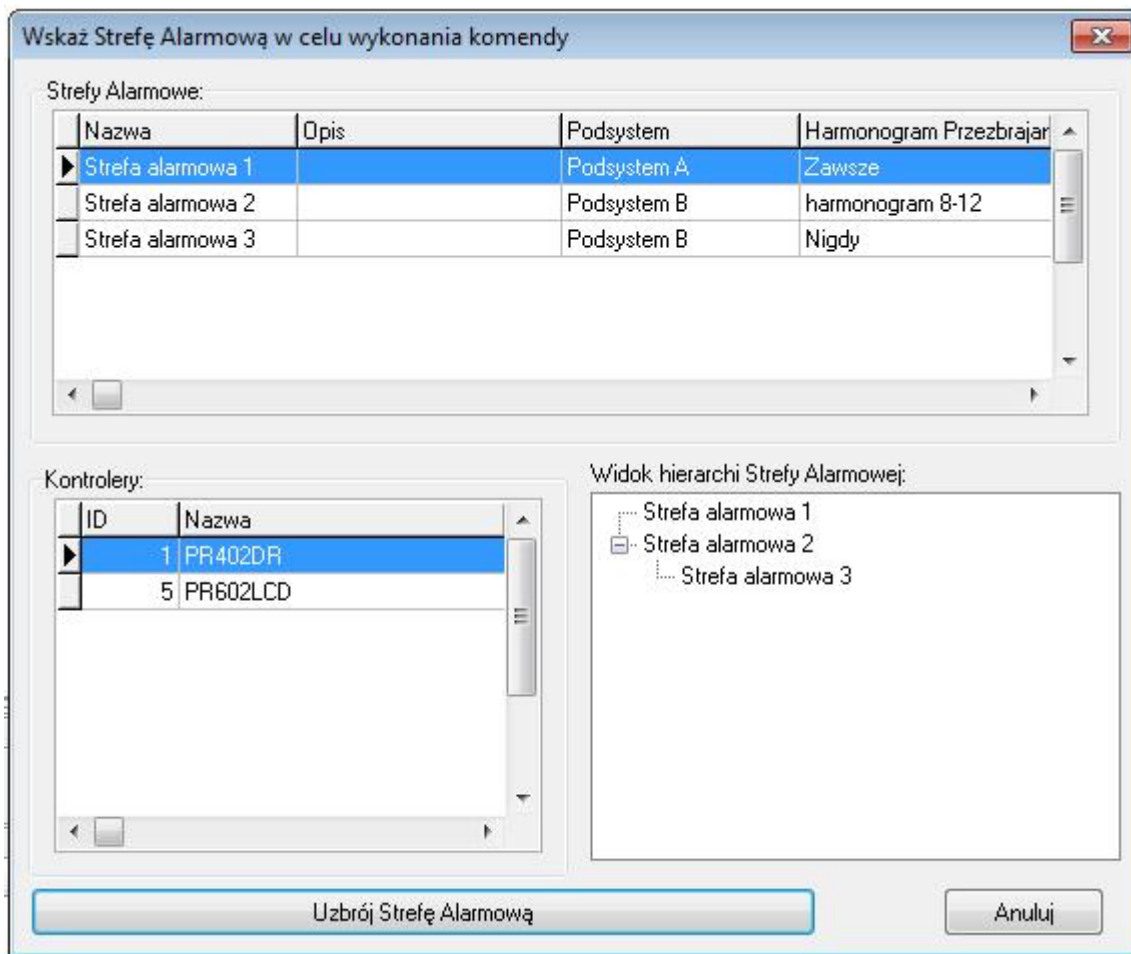 Wskaż Strefę Alarmową w celu wykonania komendy
Strefy Alarmowe:
Nazwa Opis Podsystem Harmonogram Przezbrajar
Strefa alarmowa 1 Podsystem A Zawsze
Strefa alarmowa 2 Podsystem B harmonogram 8-12
Strefa alarmowa 3 Podsystem B Nigdy
Kontrolery:
ID Nazwa
1 PR402DR
5 PR602LCD
Widok hierarchi Strefy Alarmowej:
Strefa alarmowa 1
Strefa alarmowa 2
Strefa alarmowa 3
Uzbrój Strefę Alarmową
Anuluj